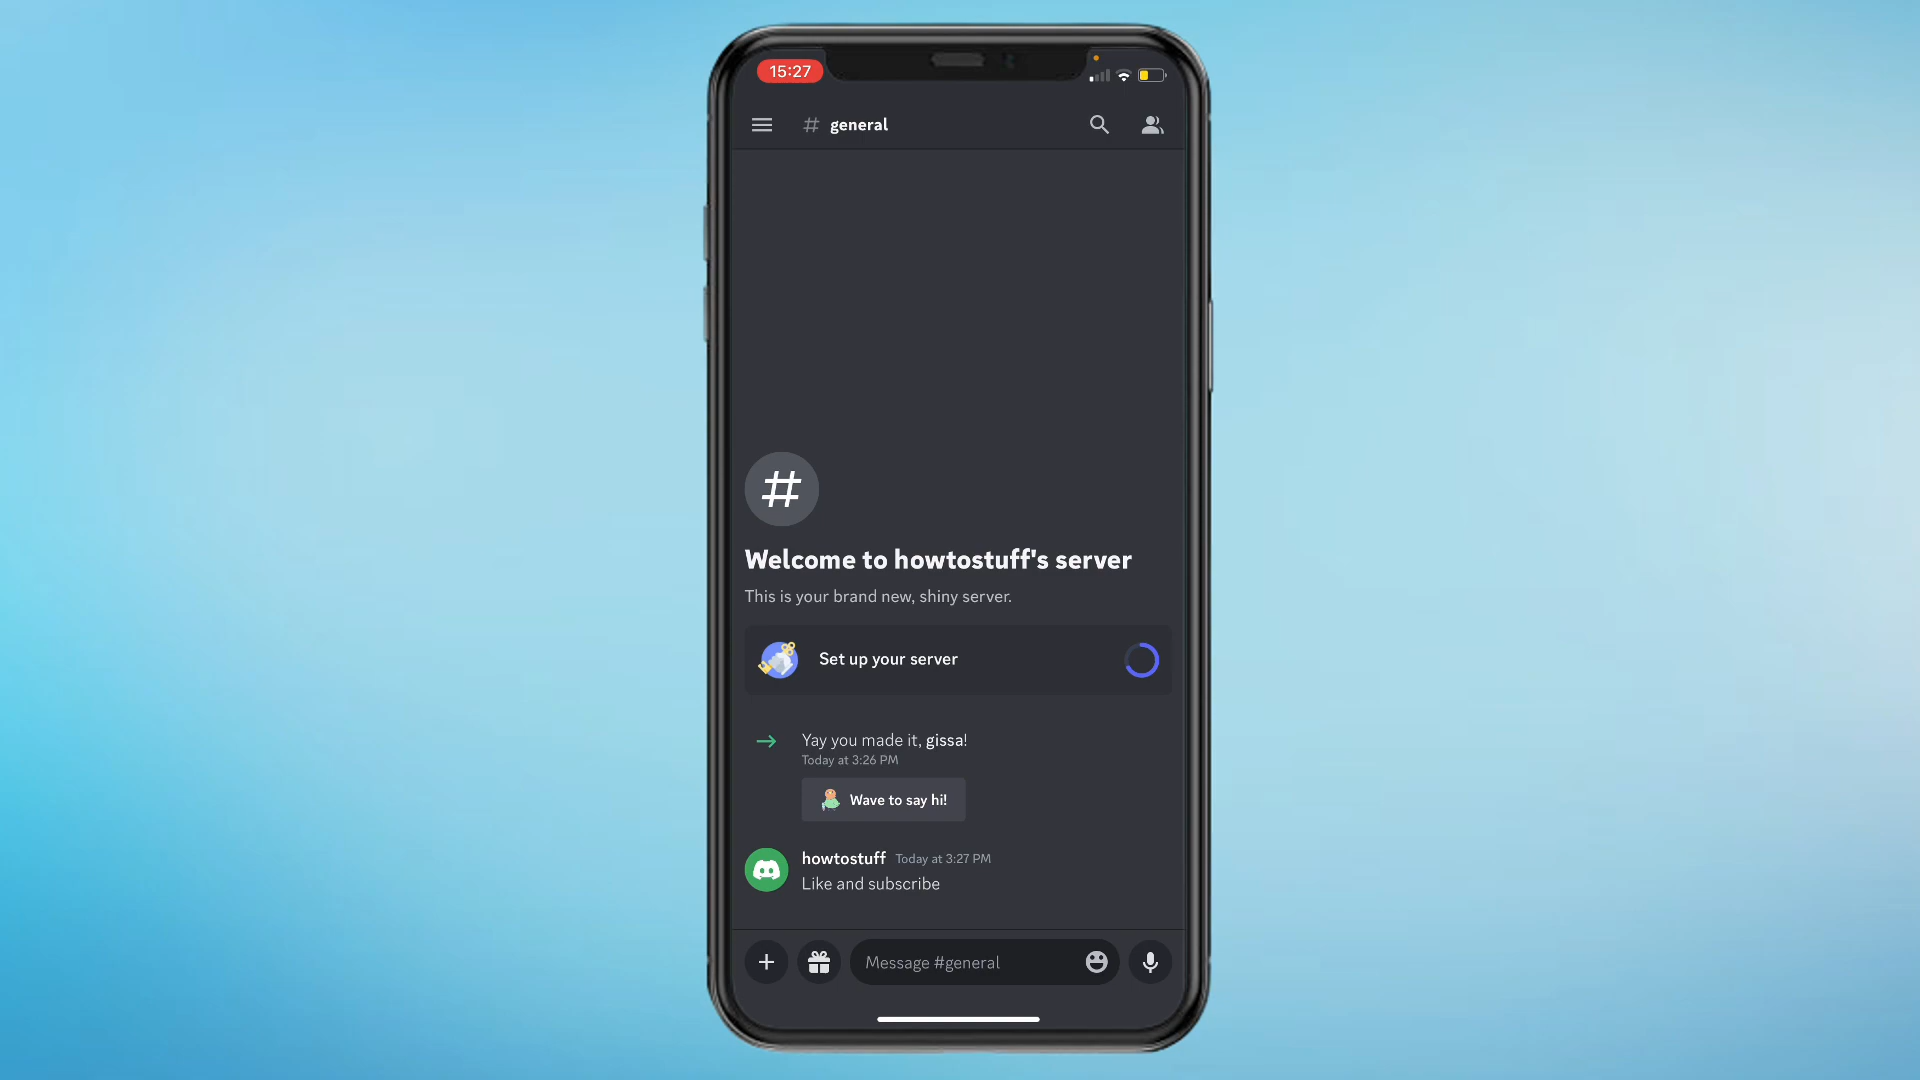 15:27
# general
#
Welcome to howtostuff's server
This is your brand new, shiny server.
Set up your server
Yay you made it, gissa!
Today at 3:26 PM
Wave to say hi!
howtostuff Today at 3:27 PM
Like and subscribe
Message #general